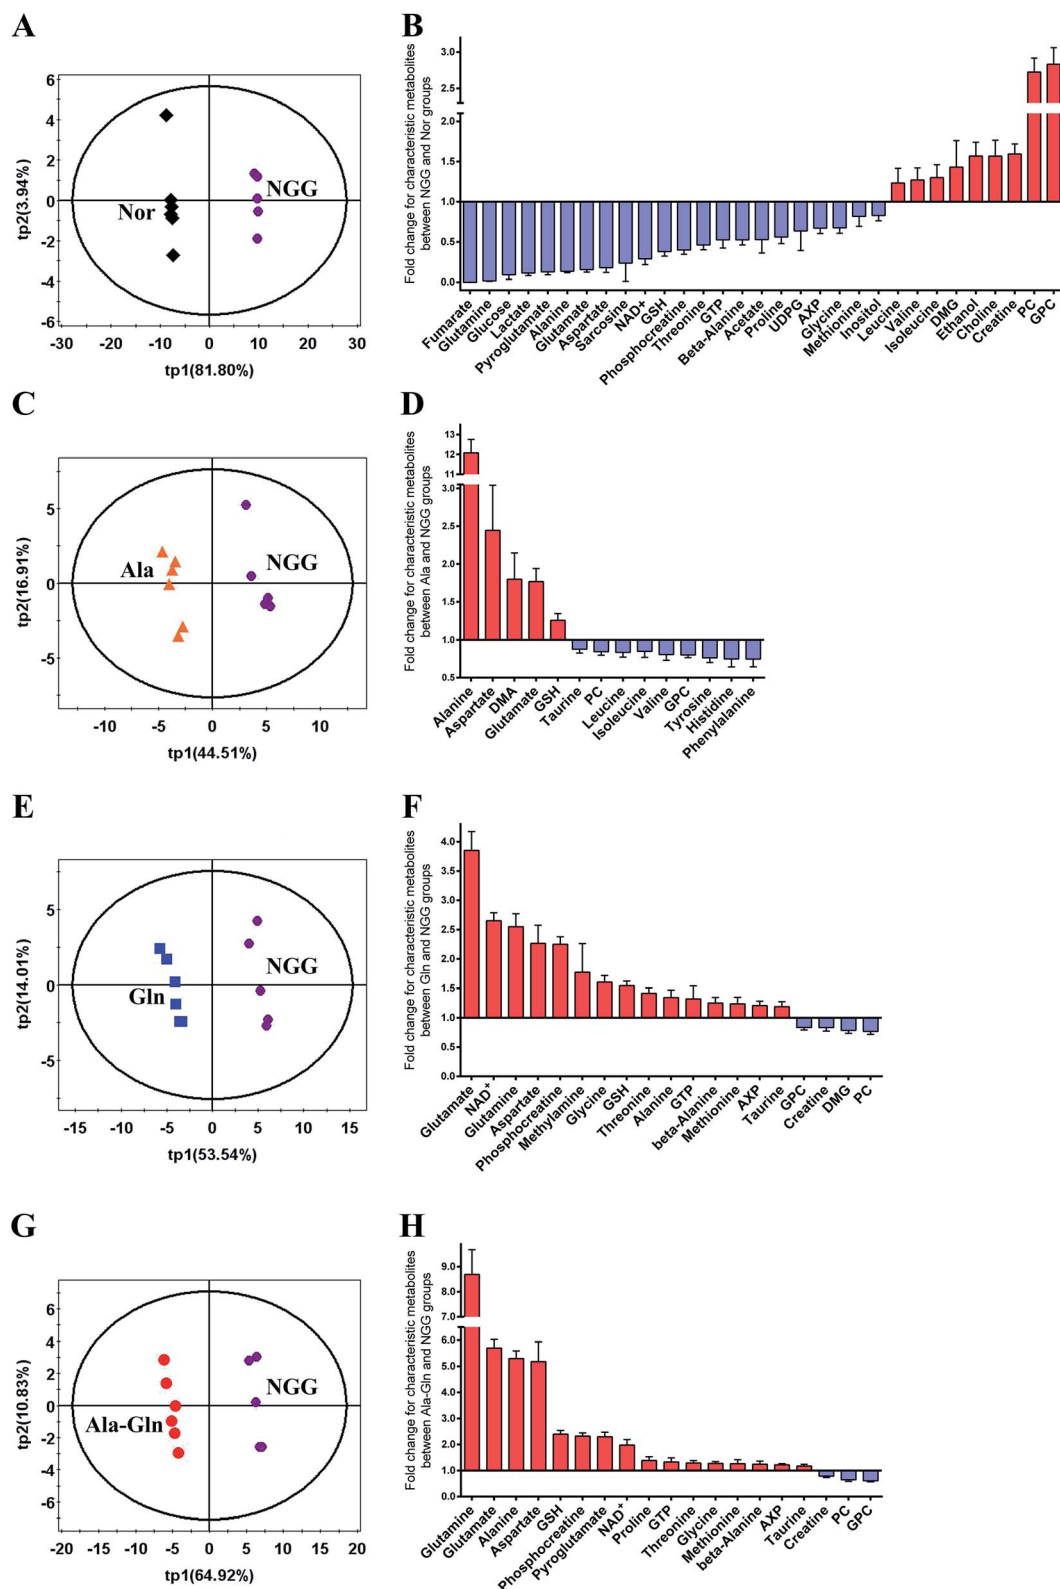 A
tp2(3.94%)
6
4
2
0
-2
-4
-6
Nor
NGG
-30 -20 -10 0 10 20 30
tp1(81.80%)
B
Fold change for characteristic metabolites
between NGG and Nor groups
3.0
2.5
2.0
1.5
1.0
0.5
0.0
Fumarate
Glutamine
Glucose
Lactate
Pyroglutamate
Alanine
Glutamate
Aspartate
Sarcosine
NAD+
GSH
Phosphocreatine
Threonine
GTP
Beta-Alanine
Acetate
Proline
UDPG
AXP
Glycine
Methionine
Inositol
Leucine
Valine
Isoleucine
DMG
Ethanol
Choline
Creatine
PC
GPC
C
tp2(16.91%)
5
0
-5
Ala
NGG
-10 -5 0 5 10
tp1(44.51%)
D
Fold change for characteristic metabolites
between Ala and NGG groups
13
12
11
3.0
2.5
2.0
1.5
1.0
0.5
Alanine
Aspartate
DMA
Glutamate
GSH
Taurine
PC
Leucine
Isoleucine
Valine
GPC
Tyrosine
Histidine
Phenylalanine
E
tp2(14.01%)
5
0
-5
Gln
NGG
-15 -10 -5 0 5 10 15
tp1(53.54%)
F
Fold change for characteristic metabolites
between Gln and NGG groups
4.0
3.5
3.0
2.5
2.0
1.5
1.0
0.5
0.0
Glutamate
NAD+
Glutamine
Aspartate
Phosphocreatine
Methylamine
Glycine
GSH
Threonine
Alanine
GTP
beta-Alanine
Methionine
AXP
Taurine
GPC
Creatine
DMG
PC
G
tp2(10.83%)
6
4
2
0
-2
-4
-6
Ala-Gln
NGG
-20 -15 -10 -5 0 5 10 15 20
tp1(64.92%)
H
Fold change for characteristic metabolites
between Ala-Gln and NGG groups
9.0
8.0
7.0
6.0
5.0
4.0
3.0
2.0
1.0
0.0
Glutamine
Glutamate
Alanine
Aspartate
GSH
Phosphocreatine
Pyroglutamate
NAD+
Proline
GTP
Threonine
Glycine
Methionine
beta-Alanine
AXP
Taurine
Creatine
PC
GPC